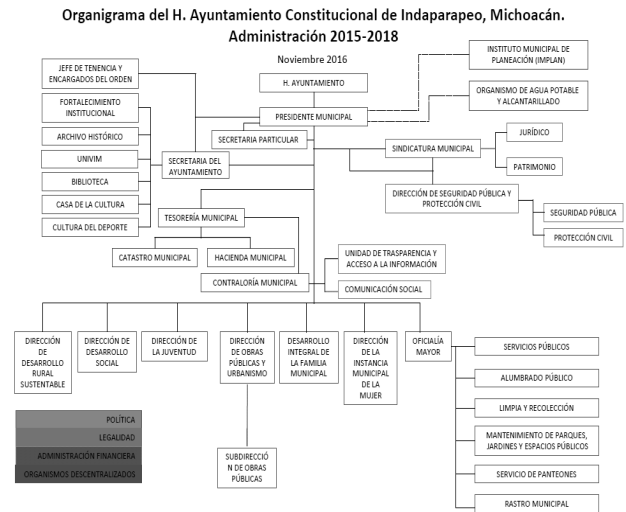 Organigrama del H. Ayuntamiento Constitucional de Indaparapeo, Michoacán.
Administración 2015-2018
Noviembre 2016
H. AYUNTAMIENTO
PRESIDENTE MUNICIPAL
SECRETARIA PARTICULAR
INSTITUTO MUNICIPAL DE
PLANEACIÓN (IMPLAN)
ORGANISMO DE AGUA POTABLE
Y ALCANTARILLADO
JEFE DE TENENCIA Y
ENCARGADOS DEL ORDEN
FORTALECIMIENTO
INSTITUCIONAL
ARCHIVO HISTÓRICO
UNIVIM
BIBLIOTECA
CASA DE LA CULTURA
CULTURA DEL DEPORTE
SECRETARIA DEL
AYUNTAMIENTO
SINDICATURA MUNICIPAL
JURÍDICO
PATRIMONIO
DIRECCIÓN DE SEGURIDAD PÚBLICA Y
PROTECCIÓN CIVIL
SEGURIDAD PÚBLICA
PROTECCIÓN CIVIL
TESORERÍA MUNICIPAL
CATASTRO MUNICIPAL
HACIENDA MUNICIPAL
CONTRALORÍA MUNICIPAL
UNIDAD DE TRASPARENCIA Y
ACCESO A LA INFORMACIÓN
COMUNICACIÓN SOCIAL
DIRECCIÓN
DE
DESARROLLO
RURAL
SUSTENTABLE
DIRECCIÓN DE
DESARROLLO
SOCIAL
DIRECCIÓN DE
LA JUVENTUD
DIRECCIÓN
DE OBRAS
PÚBLICAS Y
URBANISMO
DESARROLLO
INTEGRAL DE
LA FAMILIA
MUNICIPAL
DIRECCIÓN
DE LA
INSTANCIA
MUNICIPAL
DE LA
MUJER
OFICIALÍA
MAYOR
SUBDIRECCIÓ
N DE OBRAS
PÚBLICAS
SERVICIOS PÚBLICOS
ALUMBRADO PÚBLICO
LIMPIA Y RECOLECCIÓN
MANTENIMIENTO DE PARQUES,
JARDINES Y ESPACIOS PÚBLICOS
SERVICIO DE PANTEONES
RASTRO MUNICIPAL
POLÍTICA
LEGALIDAD
ADMINISTRACIÓN FINANCIERA
ORGANISMOS DESCENTRALIZADOS